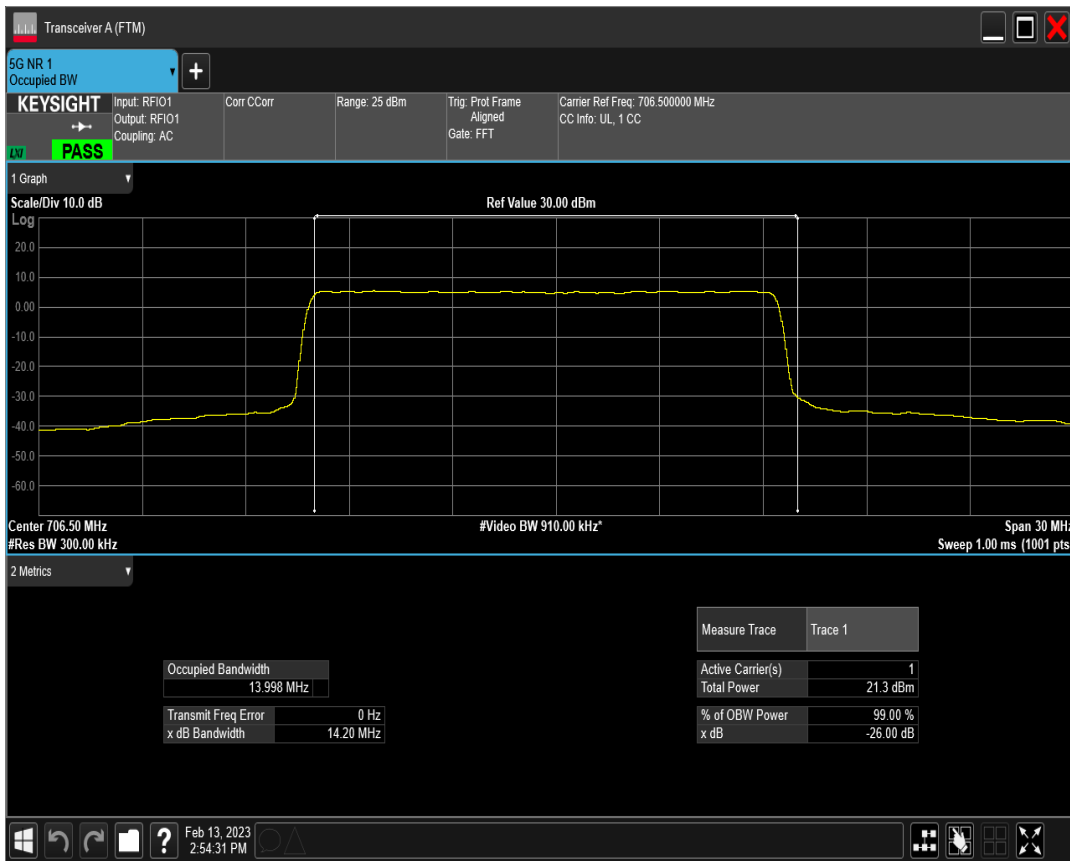 Transceiver A (FTM)
5G NR 1
Occupied BW
+
KEYSIGHT
LXI
PASS
Input: RFIO1
Output: RFIO1
Coupling: AC
Corr CCorr
Range: 25 dBm
Trig: Prot Frame
Aligned
Gate: FFT
Carrier Ref Freq: 706.500000 MHz
CC Info: UL, 1 CC
1 Graph
Scale/Div 10.0 dB
Ref Value 30.00 dBm
Log
20.0
10.0
0.00
-10.0
-20.0
-30.0
-40.0
-50.0
-60.0
Center 706.50 MHz
#Video BW 910.00 kHz*
Span 30 MHz
#Res BW 300.00 kHz
Sweep 1.00 ms (1001 pts
2 Metrics
Measure Trace Trace 1
Occupied Bandwidth
13.998 MHz
Active Carrier(s) 1
Total Power 21.3 dBm
Transmit Freq Error 0 Hz
x dB Bandwidth 14.20 MHz
% of OBW Power 99.00 %
x dB -26.00 dB
?
Feb 13, 2023
2:54:31 PM